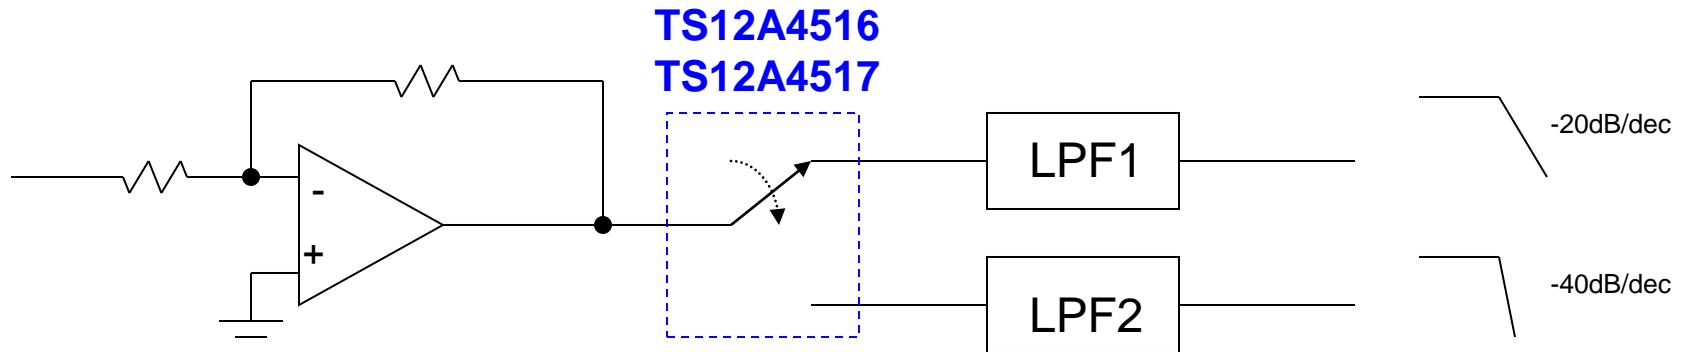 TS12A4516
TS12A4517
-
+
LPF1
-20dB/dec
LPF2
-40dB/dec